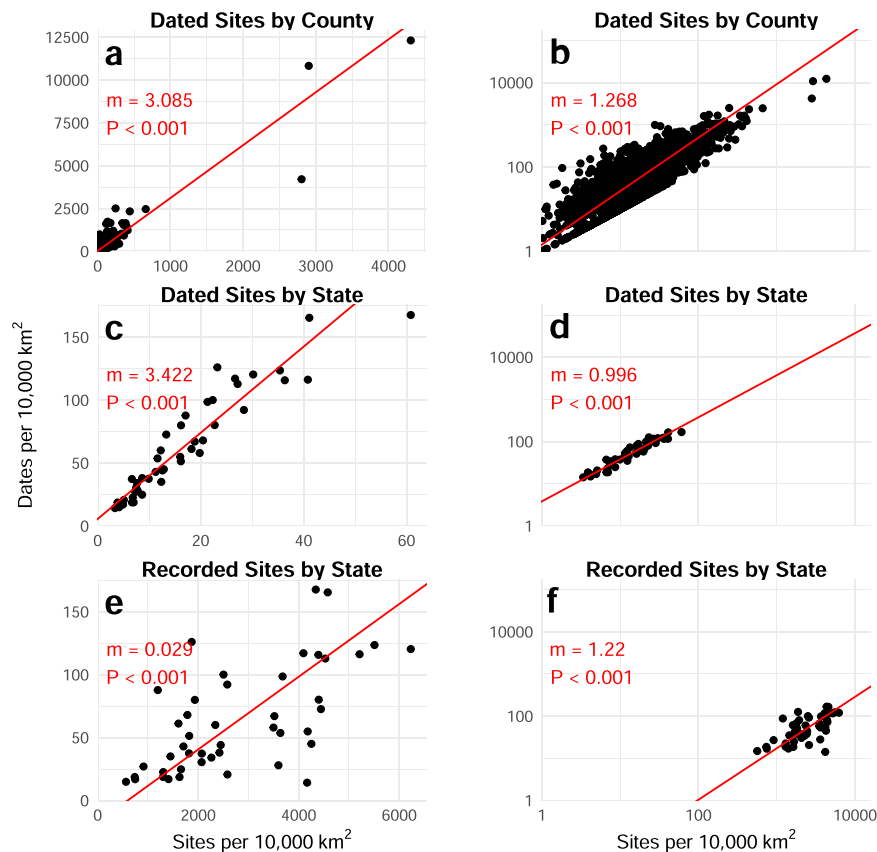 Dated Sites by County
a
m = 3.085
P < 0.001
12500
10000
7500
5000
2500
0
0 1000 2000 3000 4000
Dated Sites by County
b
m = 1.268
P < 0.001
10000
100
1
Dated Sites by State
c
m = 3.422
P < 0.001
150
100
50
0
0 20 40 60
Dated Sites by State
d
m = 0.996
P < 0.001
10000
100
1
Dates per 10,000 km²
Recorded Sites by State
e
m = 0.029
P < 0.001
150
100
50
0
0 2000 4000 6000
Sites per 10,000 km²
Recorded Sites by State
f
m = 1.22
P < 0.001
10000
100
1
1 100 10000
Sites per 10,000 km²